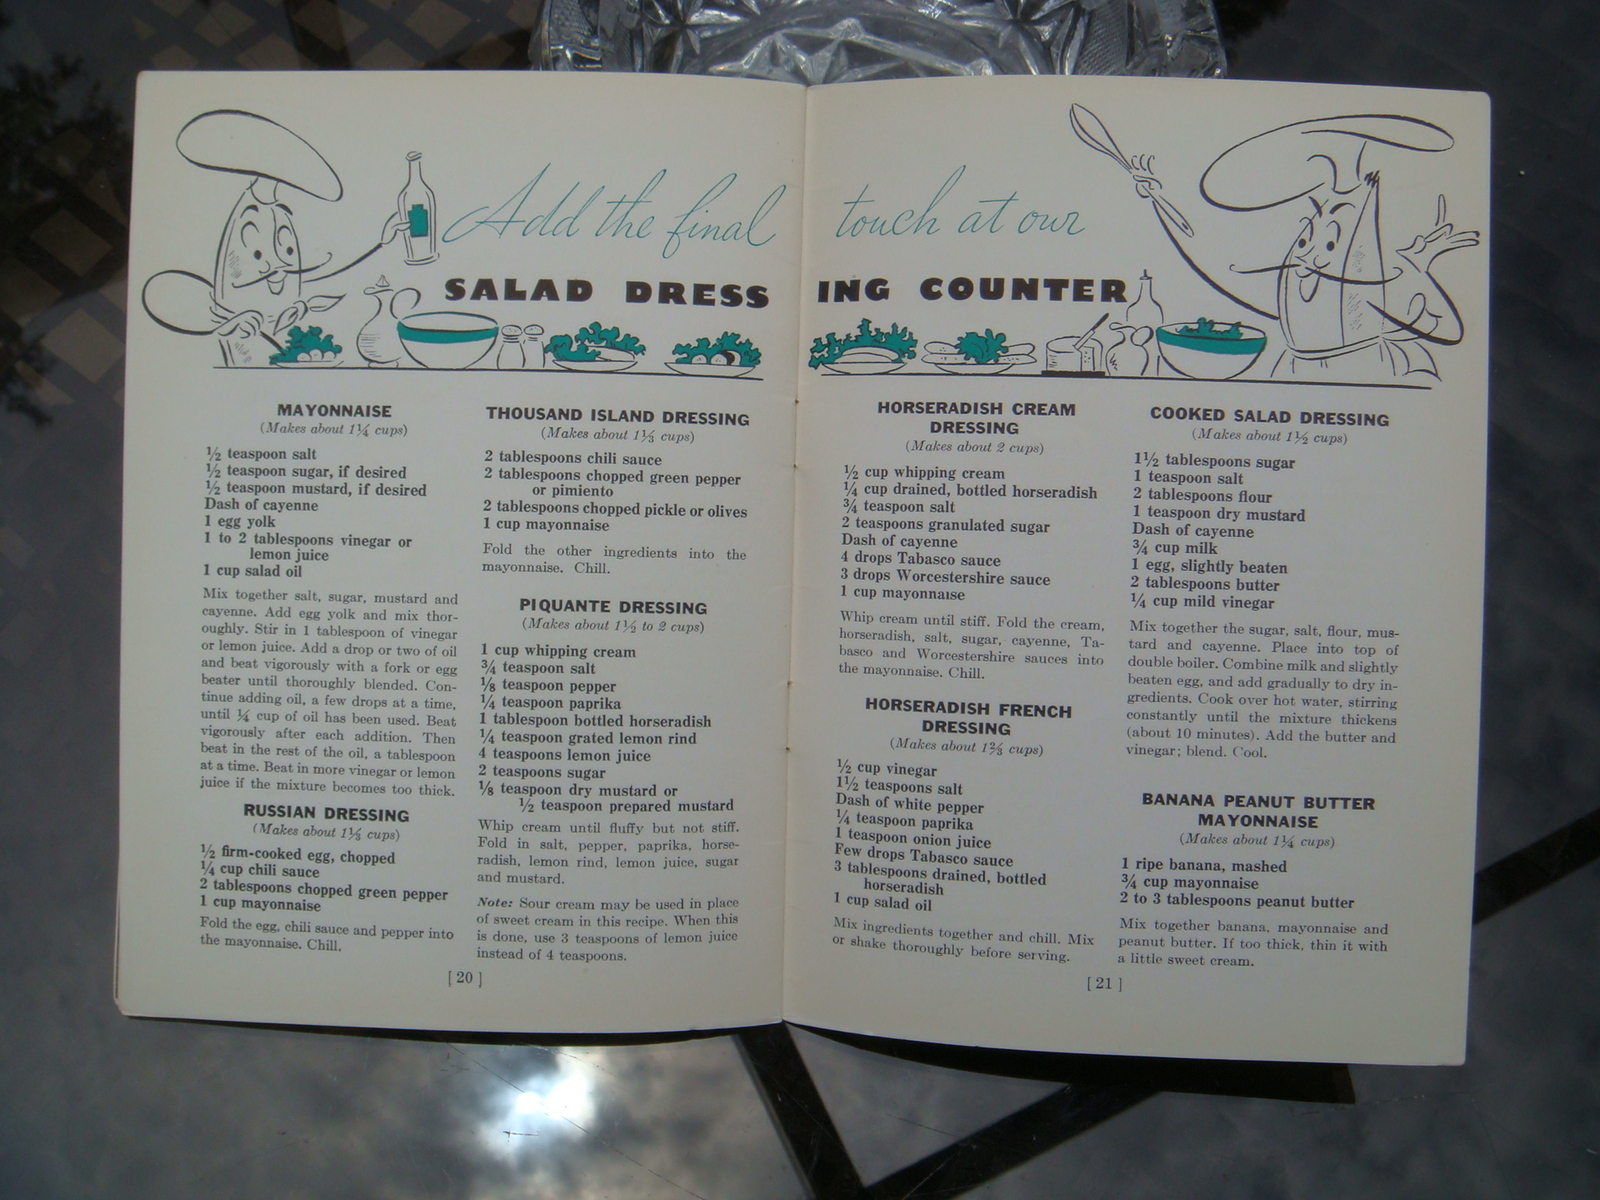 Add the final touch at our
SALAD DRESSING COUNTER
MAYONNAISE
(Makes about 1¼ cups)
½ teaspoon salt
½ teaspoon sugar, if desired
½ teaspoon mustard, if desired
Dash of cayenne
1 egg yolk
1 to 2 tablespoons vinegar or
lemon juice
1 cup salad oil
Mix together salt, sugar, mustard and
cayenne. Add egg yolk and mix thor-
oughly. Stir in 1 tablespoon of vinegar
or lemon juice. Add a drop or two of oil
and beat vigorously with a fork or egg
beater until thoroughly blended. Con-
tinue adding oil, a few drops at a time,
until ¼ cup of oil has been used. Beat
vigorously after each addition. Then
beat in the rest of the oil, a tablespoon
at a time. Beat in more vinegar or lemon
juice if the mixture becomes too thick.
RUSSIAN DRESSING
(Makes about 1⅓ cups)
½ firm-cooked egg, chopped
¼ cup chili sauce
2 tablespoons chopped green pepper
1 cup mayonnaise
Fold the egg, chili sauce and pepper into
the mayonnaise. Chill.
THOUSAND ISLAND DRESSING
(Makes about 1⅓ cups)
2 tablespoons chili sauce
2 tablespoons chopped green pepper
or pimiento
2 tablespoons chopped pickle or olives
1 cup mayonnaise
Fold the other ingredients into the
mayonnaise. Chill.
PIQUANTE DRESSING
(Makes about 1½ to 2 cups)
1 cup whipping cream
¾ teaspoon salt
⅛ teaspoon pepper
¼ teaspoon paprika
1 tablespoon bottled horseradish
¼ teaspoon grated lemon rind
4 teaspoons lemon juice
2 teaspoons sugar
⅛ teaspoon dry mustard or
½ teaspoon prepared mustard
Whip cream until fluffy but not stiff.
Fold in salt, pepper, paprika, horse-
radish, lemon rind, lemon juice, sugar
and mustard.
Note: Sour cream may be used in place
of sweet cream in this recipe. When this
is done, use 3 teaspoons of lemon juice
instead of 4 teaspoons.
[ 20 ]
HORSERADISH CREAM
DRESSING
(Makes about 2 cups)
½ cup whipping cream
¼ cup drained, bottled horseradish
¾ teaspoon salt
2 teaspoons granulated sugar
Dash of cayenne
4 drops Tabasco sauce
3 drops Worcestershire sauce
1 cup mayonnaise
Whip cream until stiff. Fold the cream,
horseradish, salt, sugar, cayenne, Ta-
basco and Worcestershire sauces into
the mayonnaise. Chill.
HORSERADISH FRENCH
DRESSING
(Makes about 1⅔ cups)
½ cup vinegar
1½ teaspoons salt
Dash of white pepper
¼ teaspoon paprika
1 teaspoon onion juice
Few drops Tabasco sauce
3 tablespoons drained, bottled
horseradish
1 cup salad oil
Mix ingredients together and chill. Mix
or shake thoroughly before serving.
COOKED SALAD DRESSING
(Makes about 1½ cups)
1½ tablespoons sugar
1 teaspoon salt
2 tablespoons flour
1 teaspoon dry mustard
Dash of cayenne
¾ cup milk
1 egg, slightly beaten
2 tablespoons butter
¼ cup mild vinegar
Mix together the sugar, salt, flour, mus-
tard and cayenne. Place into top of
double boiler. Combine milk and slightly
beaten egg, and add gradually to dry in-
gredients. Cook over hot water, stirring
constantly until the mixture thickens
(about 10 minutes). Add the butter and
vinegar; blend. Cool.
BANANA PEANUT BUTTER
MAYONNAISE
(Makes about 1¼ cups)
1 ripe banana, mashed
¾ cup mayonnaise
2 to 3 tablespoons peanut butter
Mix together banana, mayonnaise and
peanut butter. If too thick, thin it with
a little sweet cream.
[ 21 ]